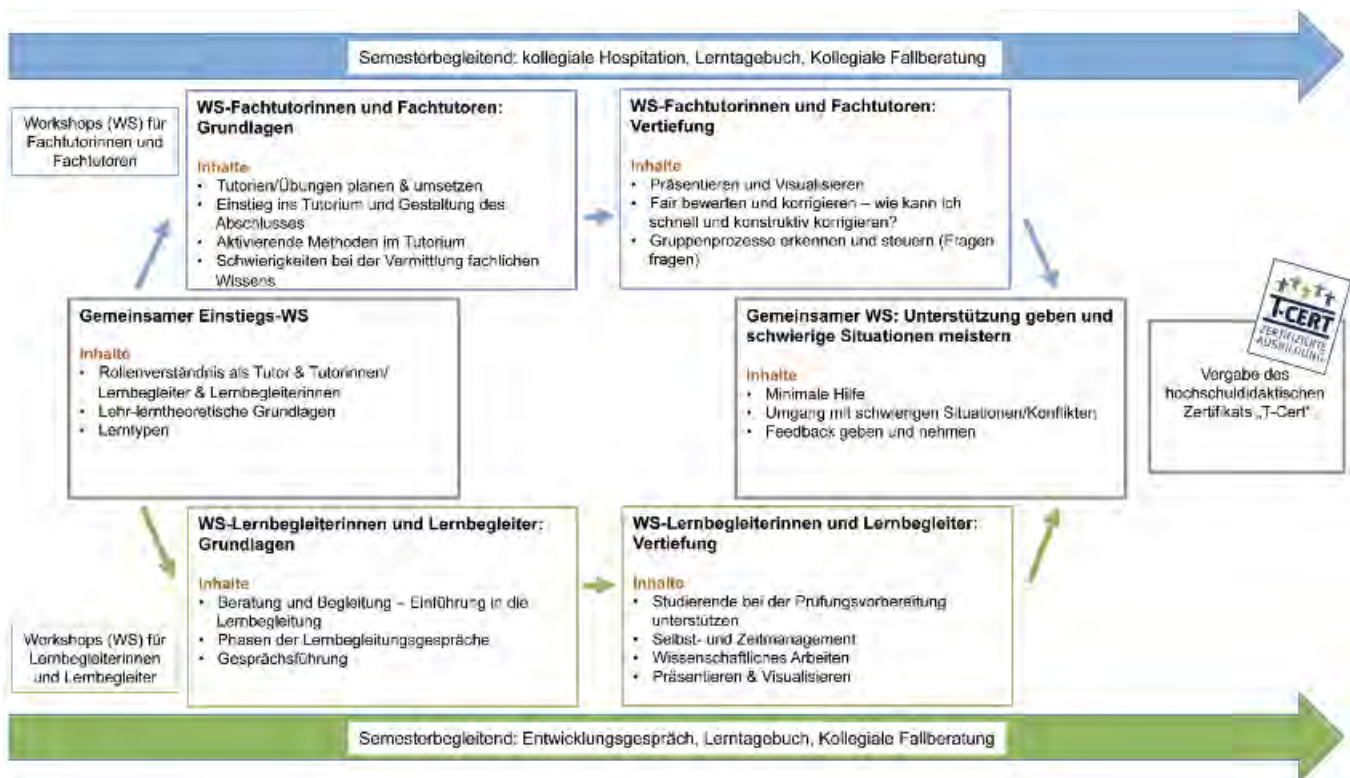 Semesterbegleitend: kollegiale Hospitation, Lerntagebuch, Kollegiale Fallberatung
Workshops (WS) für
Fachtutorinnen und
Fachtutoren
WS-Fachtutorinnen und Fachtutoren:
Grundlagen
Inhalte
• Tutorien/Übungen planen & umsetzen
• Einstieg ins Tutorium und Gestaltung des
Abschlusses
• Aktivierende Methoden im Tutorium
• Schwierigkeiten bei der Vermittlung fachlichen
Wissens
WS-Fachtutorinnen und Fachtutoren:
Vertiefung
Inhalte
• Präsentieren und Visualisieren
• Fair bewerten und korrigieren – wie kann ich
schnell und konstruktiv korrigieren?
• Gruppenprozesse erkennen und steuern (Fragen
fragen)
Gemeinsamer Einstiegs-WS
Inhalte
• Rollenverständnis als Tutor & Tutorinnen/
Lernbegleiter & Lernbegleiterinnen
• Lehr-lerntheoretische Grundlagen
• Lerntypen
Gemeinsamer WS: Unterstützung geben und
schwierige Situationen meistern
Inhalte
• Minimale Hilfe
• Umgang mit schwierigen Situationen/Konflikten
• Feedback geben und nehmen
T-CERT
ZERTIFIZIERTE
AUSBILDUNG
Vergabe des
hochschuldidaktischen
Zertifikats „T-Cert“
Workshops (WS) für
Lernbegleiterinnen
und Lernbegleiter
WS-Lernbegleiterinnen und Lernbegleiter:
Grundlagen
Inhalte
• Beratung und Begleitung – Einführung in die
Lernbegleitung
• Phasen der Lernbegleitungsgespräche
• Gesprächsführung
WS-Lernbegleiterinnen und Lernbegleiter:
Vertiefung
Inhalte
• Studierende bei der Prüfungsvorbereitung
unterstützen
• Selbst- und Zeitmanagement
• Wissenschaftliches Arbeiten
• Präsentieren & Visualisieren
Semesterbegleitend: Entwicklungsgespräch, Lerntagebuch, Kollegiale Fallberatung